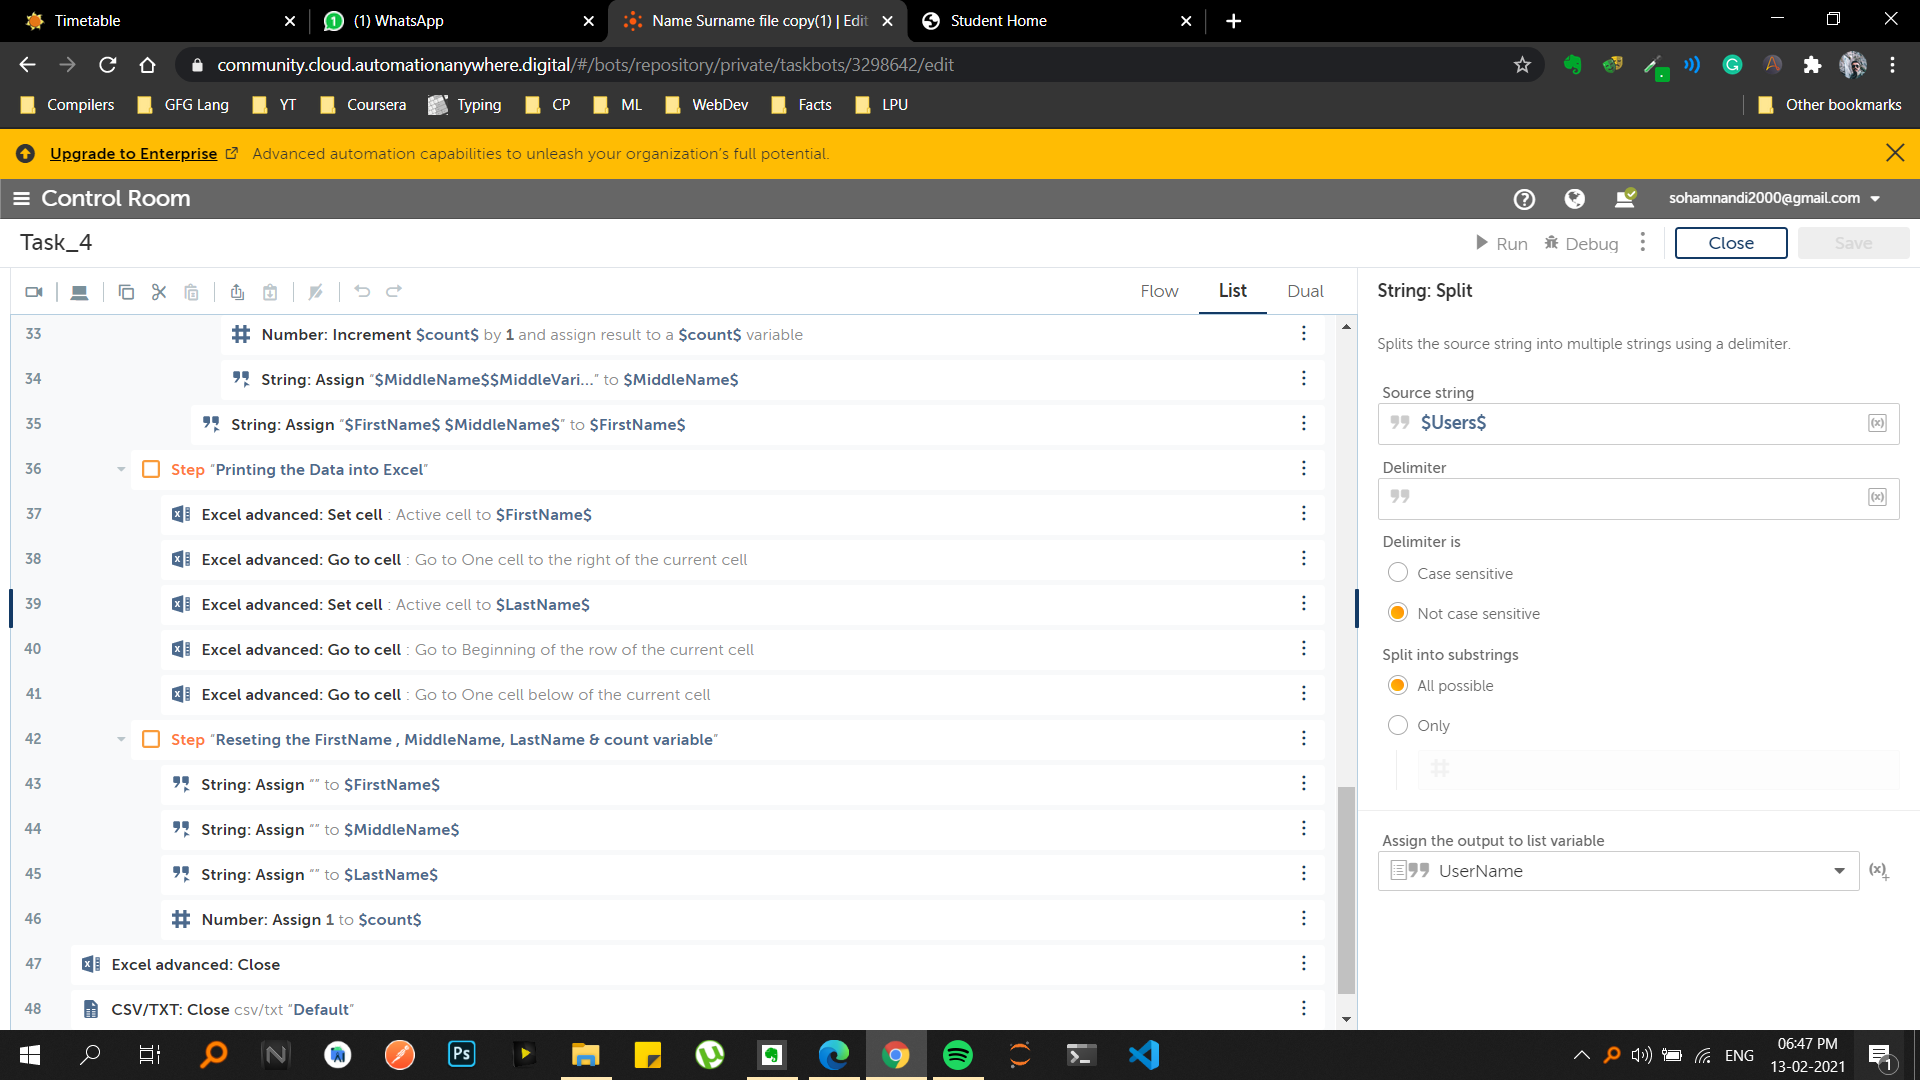 Timetable
(1) WhatsApp
Name Surname file copy(1) | Edit
Student Home
community.cloud.automationanywhere.digital/#/bots/repository/private/taskbots/3298642/edit
Compilers
GFG Lang
YT
Coursera
Typing
CP
ML
WebDev
Facts
LPU
Other bookmarks
Upgrade to Enterprise
Advanced automation capabilities to unleash your organization's full potential.
Control Room
sohamnandi2000@gmail.com
Task_4
Run
Debug
Close
Save
Flow
List
Dual
33 Number: Increment $count$ by 1 and assign result to a $count$ variable
34 String: Assign "$MiddleName$$MiddleVari..." to $MiddleName$
35 String: Assign "$FirstName$ $MiddleName$" to $FirstName$
36 Step "Printing the Data into Excel"
37 Excel advanced: Set cell : Active cell to $FirstName$
38 Excel advanced: Go to cell : Go to One cell to the right of the current cell
39 Excel advanced: Set cell : Active cell to $LastName$
40 Excel advanced: Go to cell : Go to Beginning of the row of the current cell
41 Excel advanced: Go to cell : Go to One cell below of the current cell
42 Step "Reseting the FirstName , MiddleName, LastName & count variable"
43 String: Assign "" to $FirstName$
44 String: Assign "" to $MiddleName$
45 String: Assign "" to $LastName$
46 Number: Assign 1 to $count$
47 Excel advanced: Close
48 CSV/TXT: Close csv/txt "Default"
String: Split
Splits the source string into multiple strings using a delimiter.
Source string
$Users$
(x)
Delimiter
(x)
Delimiter is
Case sensitive
Not case sensitive
Split into substrings
All possible
Only
Assign the output to list variable
UserName
(x)+
Ps
ENG
06:47 PM
13-02-2021
1